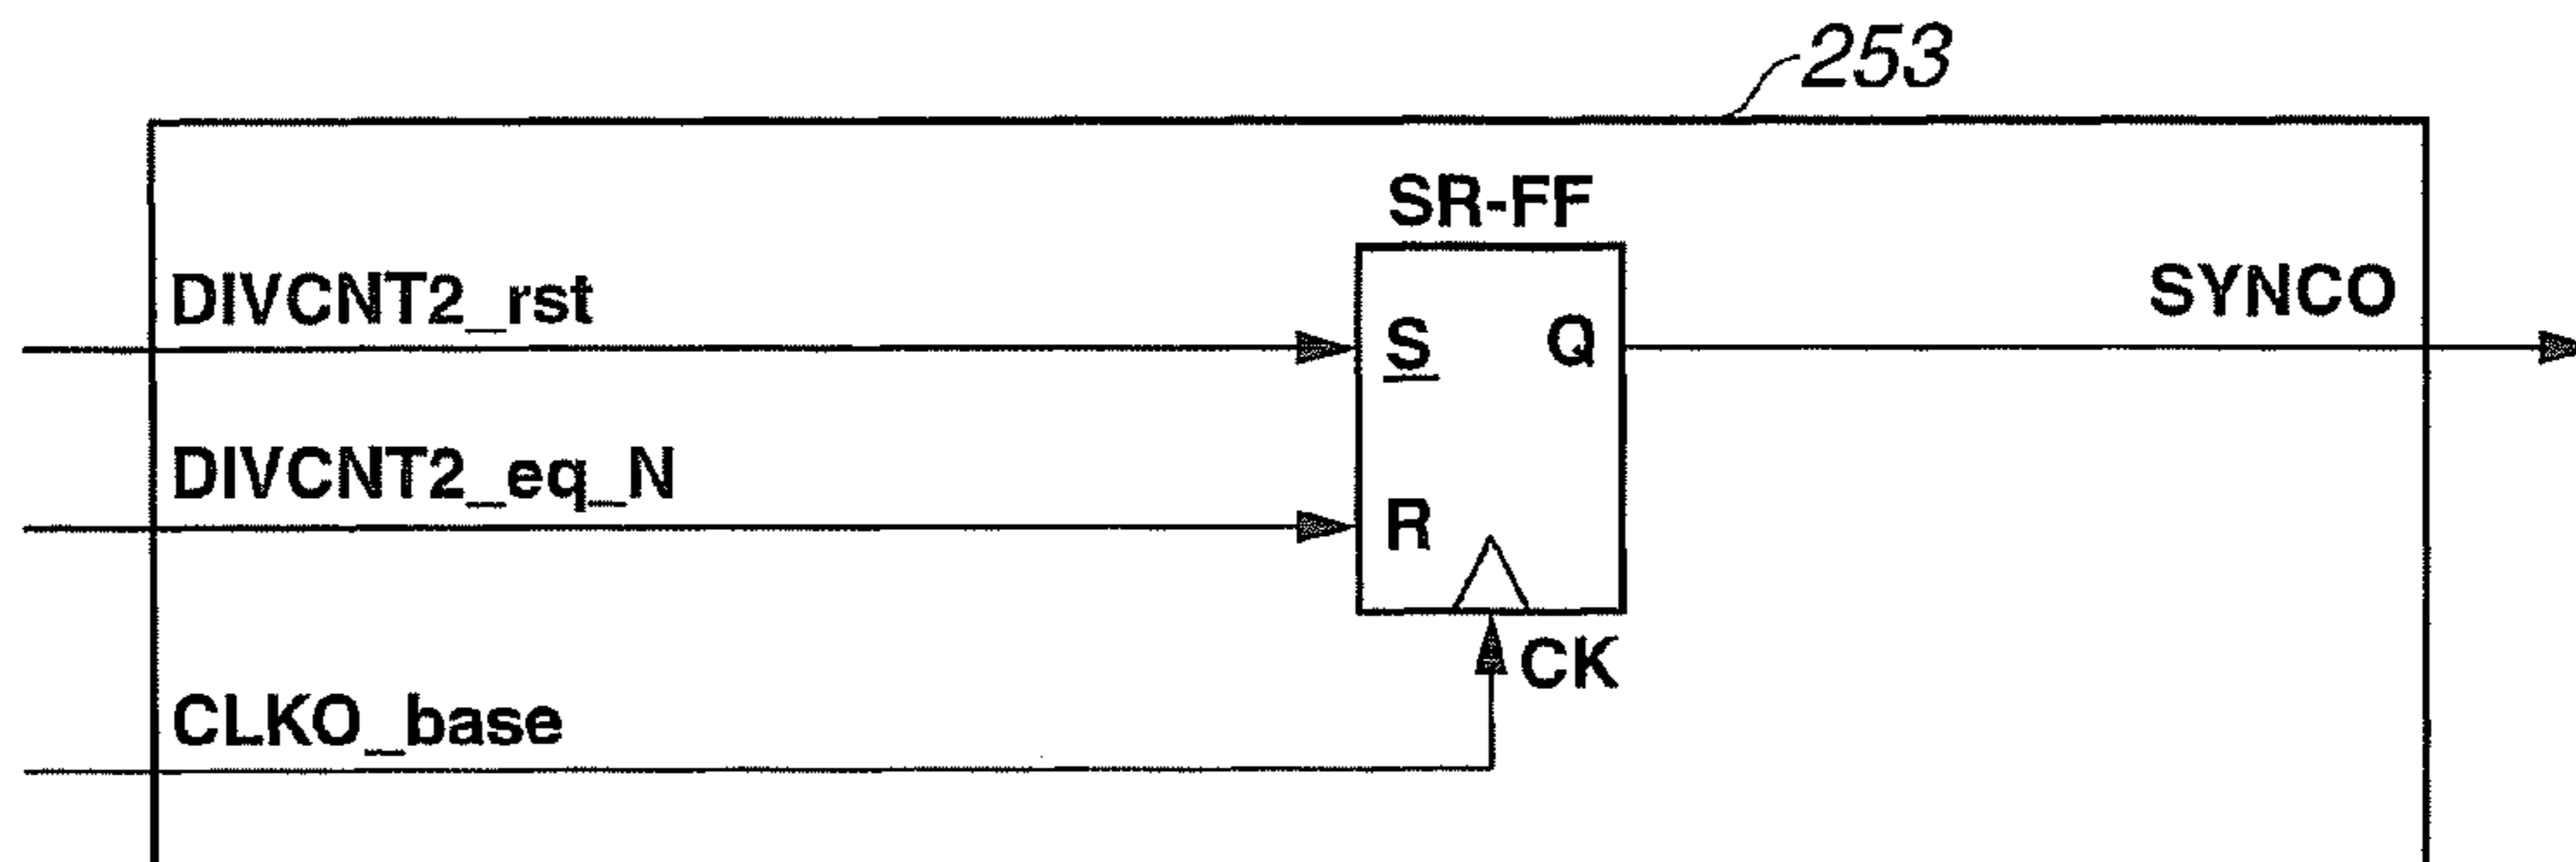 253
SR-FF
DIVCNT2_rst
S Q
SYNCO
DIVCNT2_eq_N
R
CK
CLKO_base